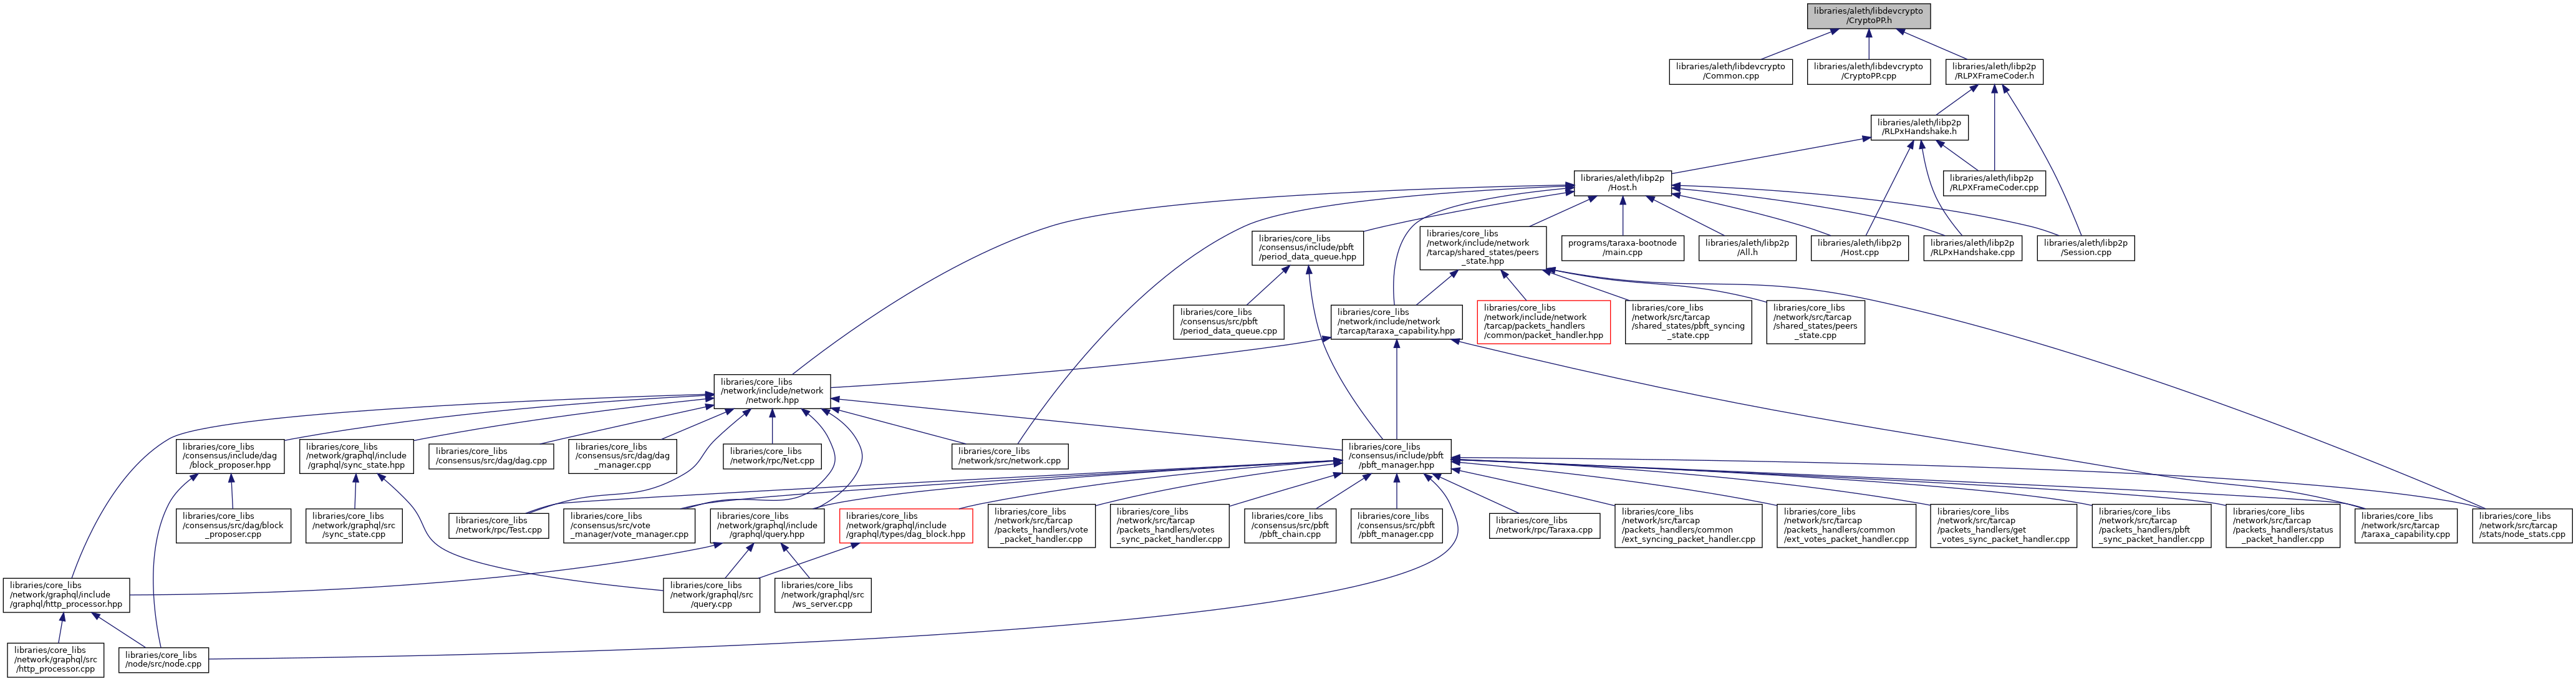 libraries/aleth/libdevcrypto
/CryptoPP.h
libraries/aleth/libdevcrypto
/Common.cpp
libraries/aleth/libdevcrypto
/CryptoPP.cpp
libraries/aleth/libp2p
/RLPXFrameCoder.h
libraries/aleth/libp2p
/RLPxHandshake.h
libraries/aleth/libp2p
/Host.h
libraries/aleth/libp2p
/RLPXFrameCoder.cpp
libraries/core_libs
/consensus/include/pbft
/period_data_queue.hpp
libraries/core_libs
/network/include/network
/tarcap/shared_states/peers
_state.hpp
programs/taraxa-bootnode
/main.cpp
libraries/aleth/libp2p
/All.h
libraries/aleth/libp2p
/Host.cpp
libraries/aleth/libp2p
/RLPxHandshake.cpp
libraries/aleth/libp2p
/Session.cpp
libraries/core_libs
/consensus/src/pbft
/period_data_queue.cpp
libraries/core_libs
/network/include/network
/tarcap/taraxa_capability.hpp
libraries/core_libs
/network/include/network
/tarcap/packets_handlers
/common/packet_handler.hpp
libraries/core_libs
/network/src/tarcap
/shared_states/pbft_syncing
_state.cpp
libraries/core_libs
/network/src/tarcap
/shared_states/peers
_state.cpp
libraries/core_libs
/network/include/network
/network.hpp
libraries/core_libs
/consensus/include/dag
/block_proposer.hpp
libraries/core_libs
/network/graphql/include
/graphql/sync_state.hpp
libraries/core_libs
/consensus/src/dag/dag.cpp
libraries/core_libs
/consensus/src/dag/dag
_manager.cpp
libraries/core_libs
/network/rpc/Net.cpp
libraries/core_libs
/network/src/network.cpp
libraries/core_libs
/consensus/include/pbft
/pbft_manager.hpp
libraries/core_libs
/consensus/src/dag/block
_proposer.cpp
libraries/core_libs
/network/graphql/src
/sync_state.cpp
libraries/core_libs
/network/rpc/Test.cpp
libraries/core_libs
/consensus/src/vote
_manager/vote_manager.cpp
libraries/core_libs
/network/graphql/include
/graphql/query.hpp
libraries/core_libs
/network/graphql/include
/graphql/types/dag_block.hpp
libraries/core_libs
/network/src/tarcap
/packets_handlers/vote
_packet_handler.cpp
libraries/core_libs
/network/src/tarcap
/packets_handlers/votes
_sync_packet_handler.cpp
libraries/core_libs
/consensus/src/pbft
/pbft_chain.cpp
libraries/core_libs
/consensus/src/pbft
/pbft_manager.cpp
libraries/core_libs
/network/rpc/Taraxa.cpp
libraries/core_libs
/network/src/tarcap
/packets_handlers/common
/ext_syncing_packet_handler.cpp
libraries/core_libs
/network/src/tarcap
/packets_handlers/common
/ext_votes_packet_handler.cpp
libraries/core_libs
/network/src/tarcap
/packets_handlers/get
_votes_sync_packet_handler.cpp
libraries/core_libs
/network/src/tarcap
/packets_handlers/pbft
_sync_packet_handler.cpp
libraries/core_libs
/network/src/tarcap
/packets_handlers/status
_packet_handler.cpp
libraries/core_libs
/network/src/tarcap
/taraxa_capability.cpp
libraries/core_libs
/network/src/tarcap
/stats/node_stats.cpp
libraries/core_libs
/network/graphql/include
/graphql/http_processor.hpp
libraries/core_libs
/network/graphql/src
/query.cpp
libraries/core_libs
/network/graphql/src
/ws_server.cpp
libraries/core_libs
/network/graphql/src
/http_processor.cpp
libraries/core_libs
/node/src/node.cpp